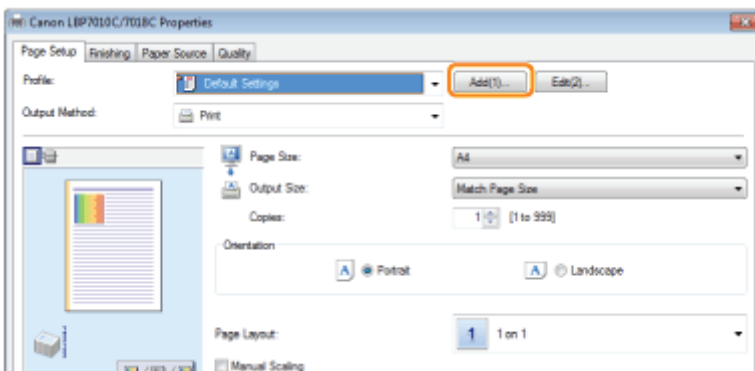 Canon LBP7010C/7018C Properties
Page Setup Finishing Paper Source Quality
Profile: Default Settings Add(1)... Edit(2)...
Output Method: Print
Page Size: A4
Output Size: Match Page Size
Copies: 1 [1 to 999]
Orientation
A Portrait A Landscape
Page Layout: 1 1 on 1
Manual Scaling